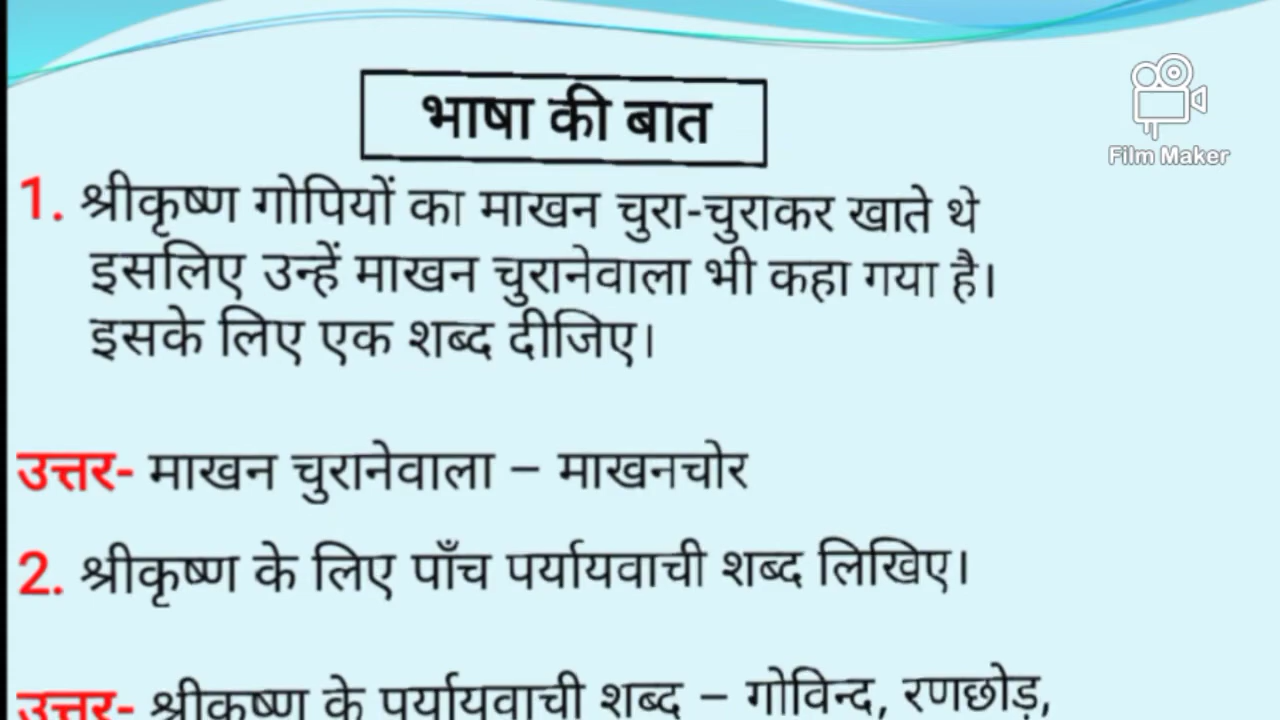 भाषा की बात
Film Maker
1. श्रीकृष्ण गोपियों का माखन चुरा-चुराकर खाते थे
इसलिए उन्हें माखन चुरानेवाला भी कहा गया है।
इसके लिए एक शब्द दीजिए।
उत्तर- माखन चुरानेवाला – माखनचोर
2. श्रीकृष्ण के लिए पाँच पर्यायवाची शब्द लिखिए।
उत्तर- श्रीकृष्ण के पर्यायवाची शब्द – गोविन्द, रणछोड़,